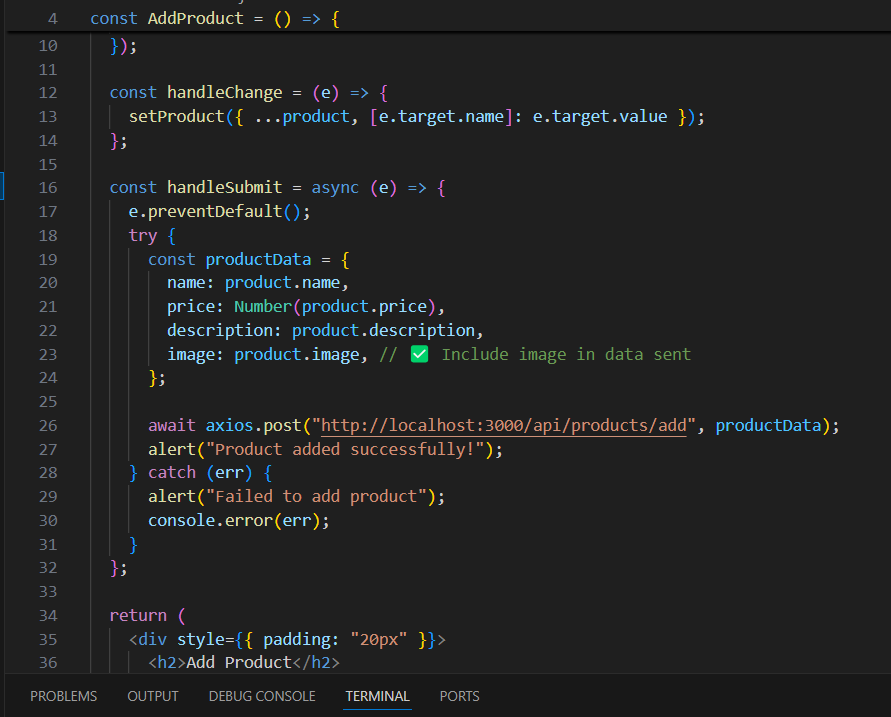 4 const AddProduct = () => {
10 });
11
12 const handleChange = (e) => {
13 setProduct({ ...product, [e.target.name]: e.target.value });
14 };
15
16 const handleSubmit = async (e) => {
17 e.preventDefault();
18 try {
19 const productData = {
20 name: product.name,
21 price: Number(product.price),
22 description: product.description,
23 image: product.image, // ✅ Include image in data sent
24 };
25
26 await axios.post("http://localhost:3000/api/products/add", productData);
27 alert("Product added successfully!");
28 } catch (err) {
29 alert("Failed to add product");
30 console.error(err);
31 }
32 };
33
34 return (
35 <div style={{ padding: "20px" }}>
36 <h2>Add Product</h2>
PROBLEMS OUTPUT DEBUG CONSOLE TERMINAL PORTS